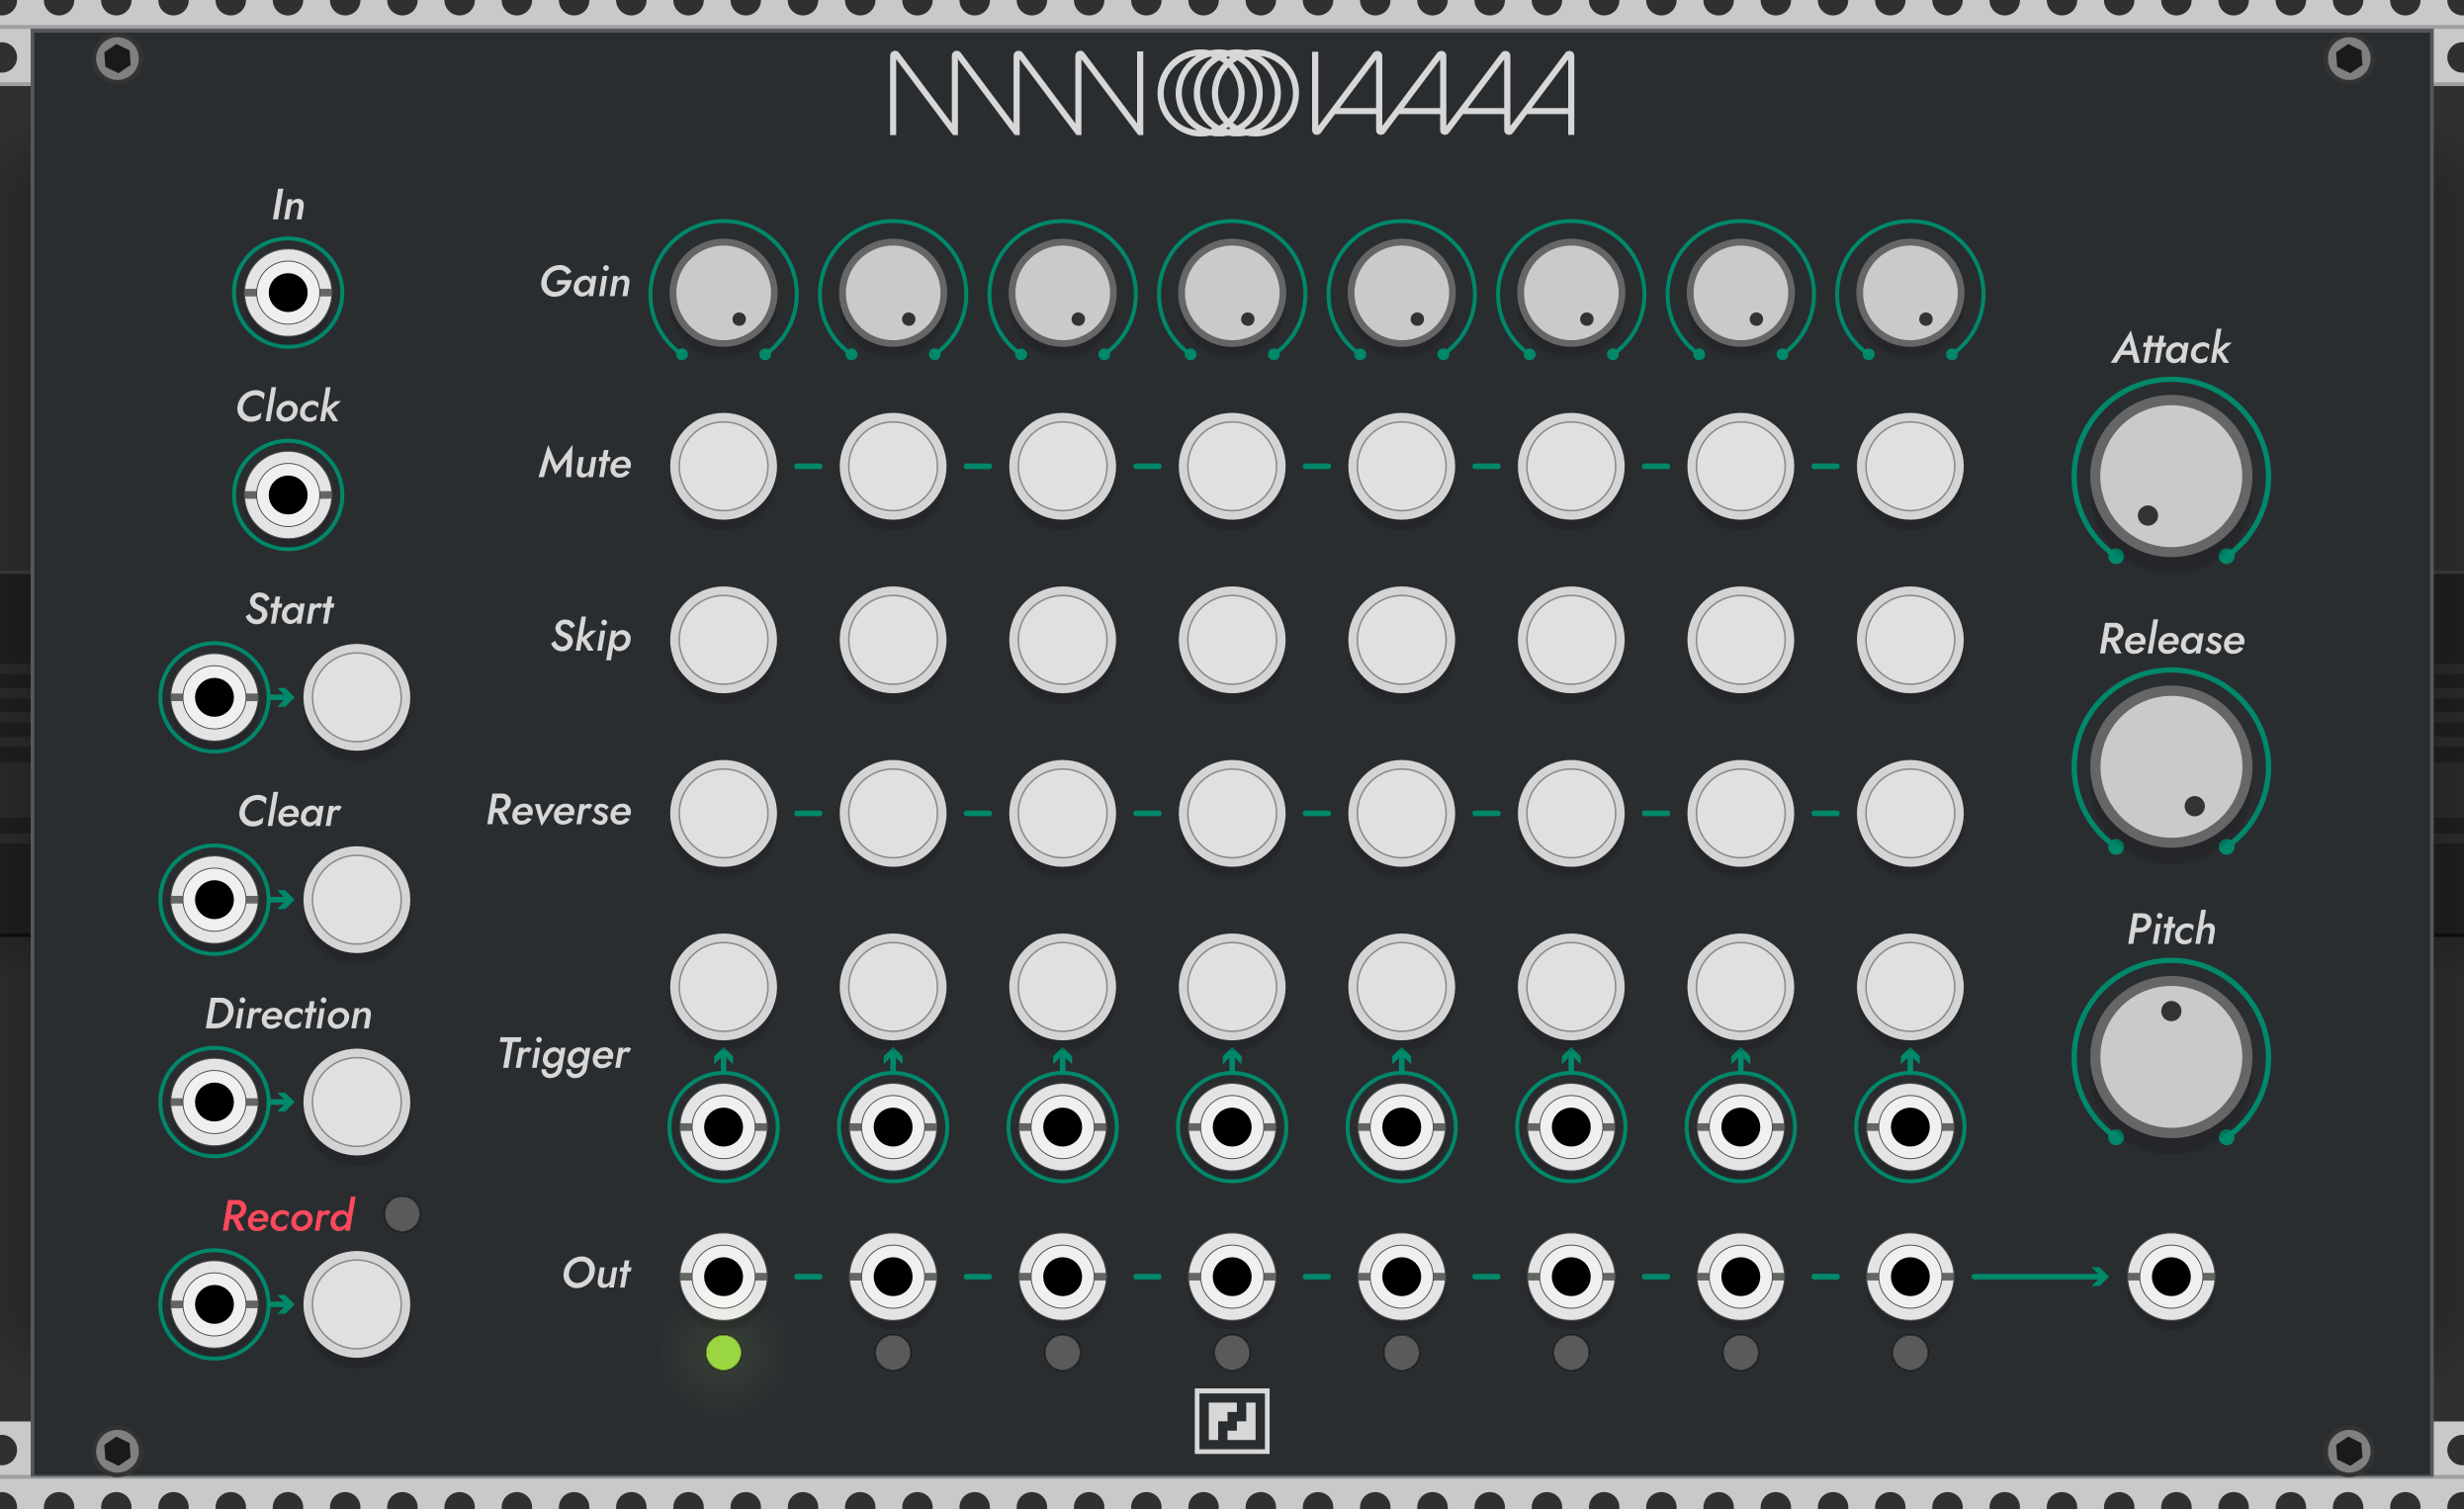 In
Clock
Start
Clear
Direction
Record
Gain
Mute
Skip
Reverse
Trigger
Out
Attack
Release
Pitch